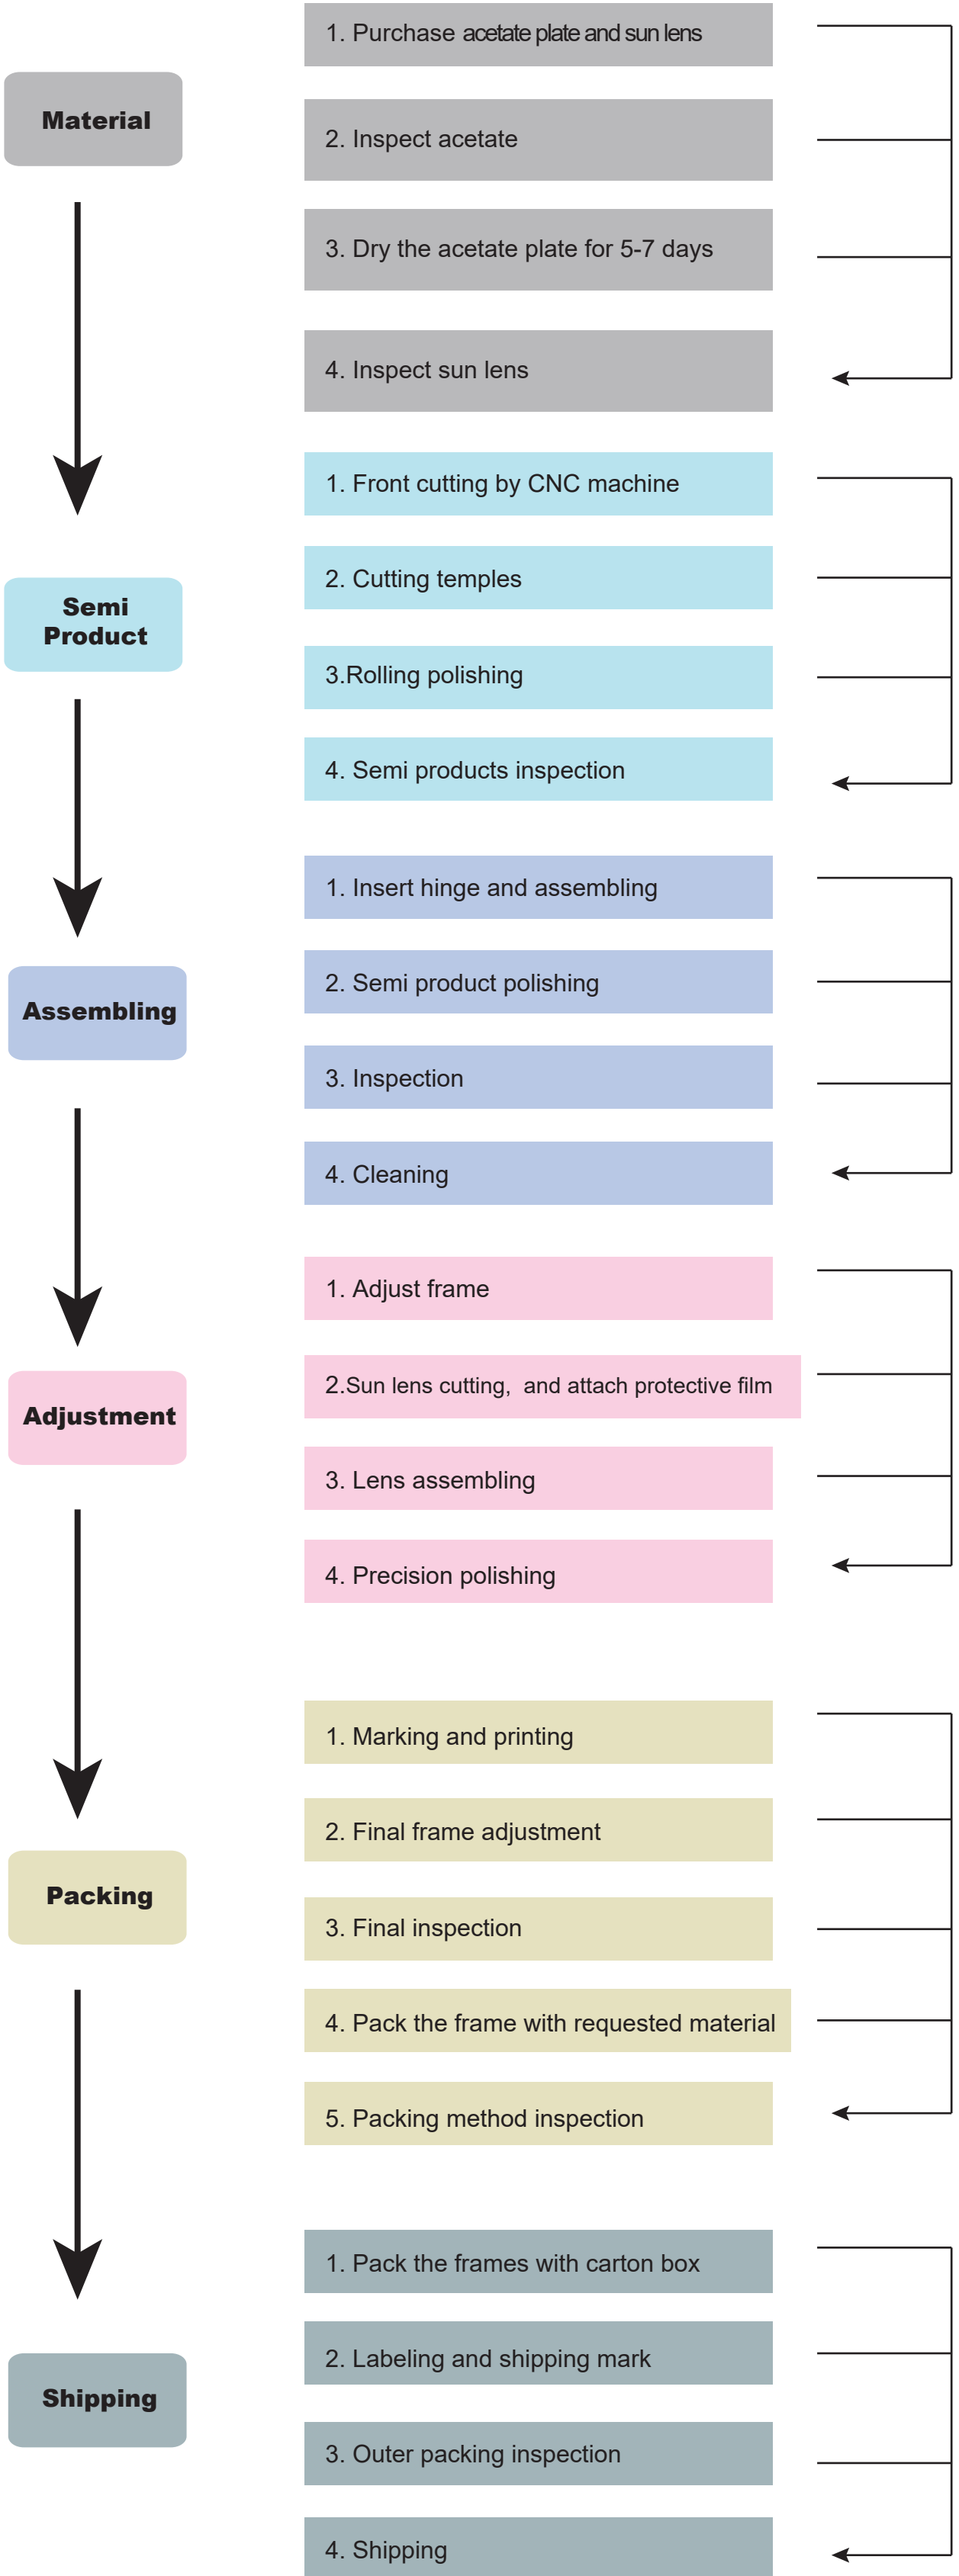 Material
1. Purchase acetate plate and sun lens
2. Inspect acetate
3. Dry the acetate plate for 5-7 days
4. Inspect sun lens
Semi
Product
1. Front cutting by CNC machine
2. Cutting temples
3.Rolling polishing
4. Semi products inspection
Assembling
1. Insert hinge and assembling
2. Semi product polishing
3. Inspection
4. Cleaning
Adjustment
1. Adjust frame
2.Sun lens cutting, and attach protective film
3. Lens assembling
4. Precision polishing
Packing
1. Marking and printing
2. Final frame adjustment
3. Final inspection
4. Pack the frame with requested material
5. Packing method inspection
Shipping
1. Pack the frames with carton box
2. Labeling and shipping mark
3. Outer packing inspection
4. Shipping